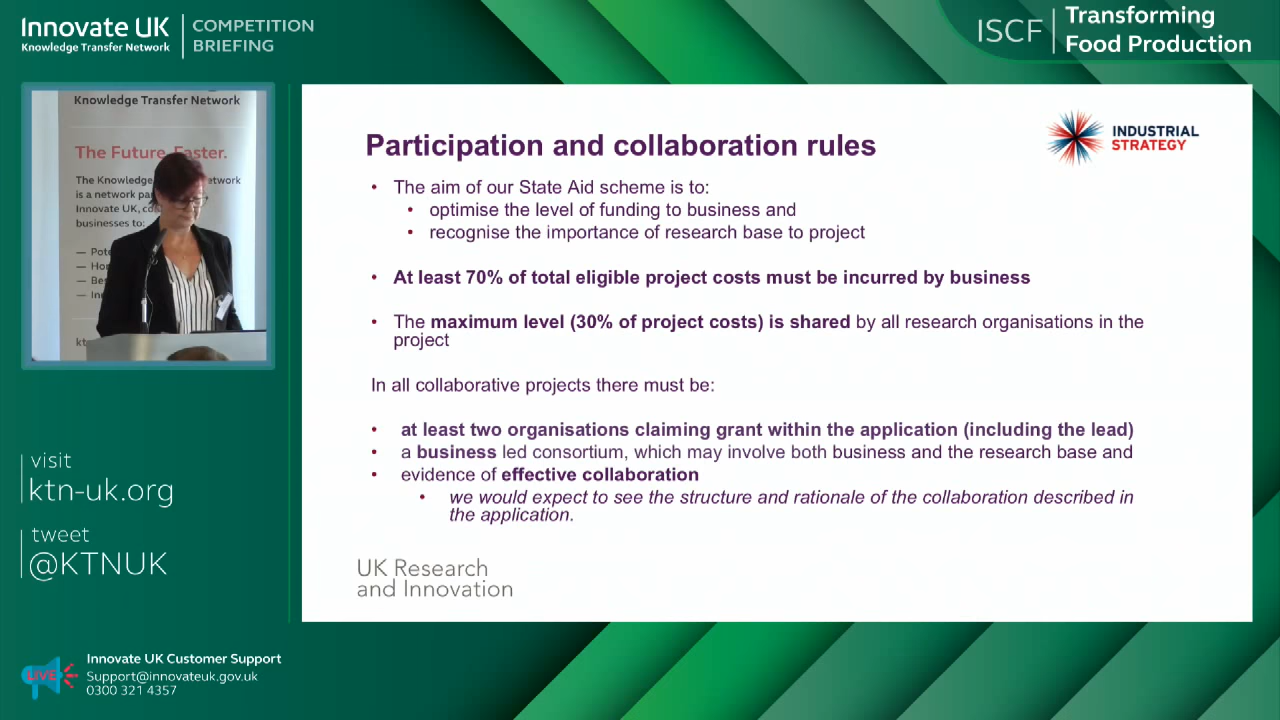 Innovate UK
Knowledge Transfer Network
COMPETITION
BRIEFING
ISCF
Transforming
Food Production
Knowledge Transfer Network
The Future. Faster.
The Knowledge etwork
is a network pa
Innovate UK, co
businesses to:
— Pote
— Hor
— Be
— In
kt
Participation and collaboration rules
INDUSTRIAL
STRATEGY
• The aim of our State Aid scheme is to:
• optimise the level of funding to business and
• recognise the importance of research base to project
• At least 70% of total eligible project costs must be incurred by business
• The maximum level (30% of project costs) is shared by all research organisations in the
project
In all collaborative projects there must be:
• at least two organisations claiming grant within the application (including the lead)
• a business led consortium, which may involve both business and the research base and
• evidence of effective collaboration
• we would expect to see the structure and rationale of the collaboration described in
the application.
UK Research
and Innovation
visit
ktn-uk.org
tweet
@KTNUK
LIVE
Innovate UK Customer Support
Support@innovateuk.gov.uk
0300 321 4357